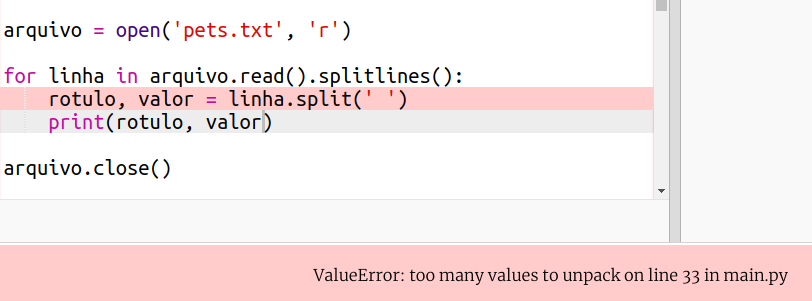 arquivo = open('pets.txt', 'r')
for linha in arquivo.read().splitlines():
    rotulo, valor = linha.split(' ')
    print(rotulo, valor)
arquivo.close()
ValueError: too many values to unpack on line 33 in main.py